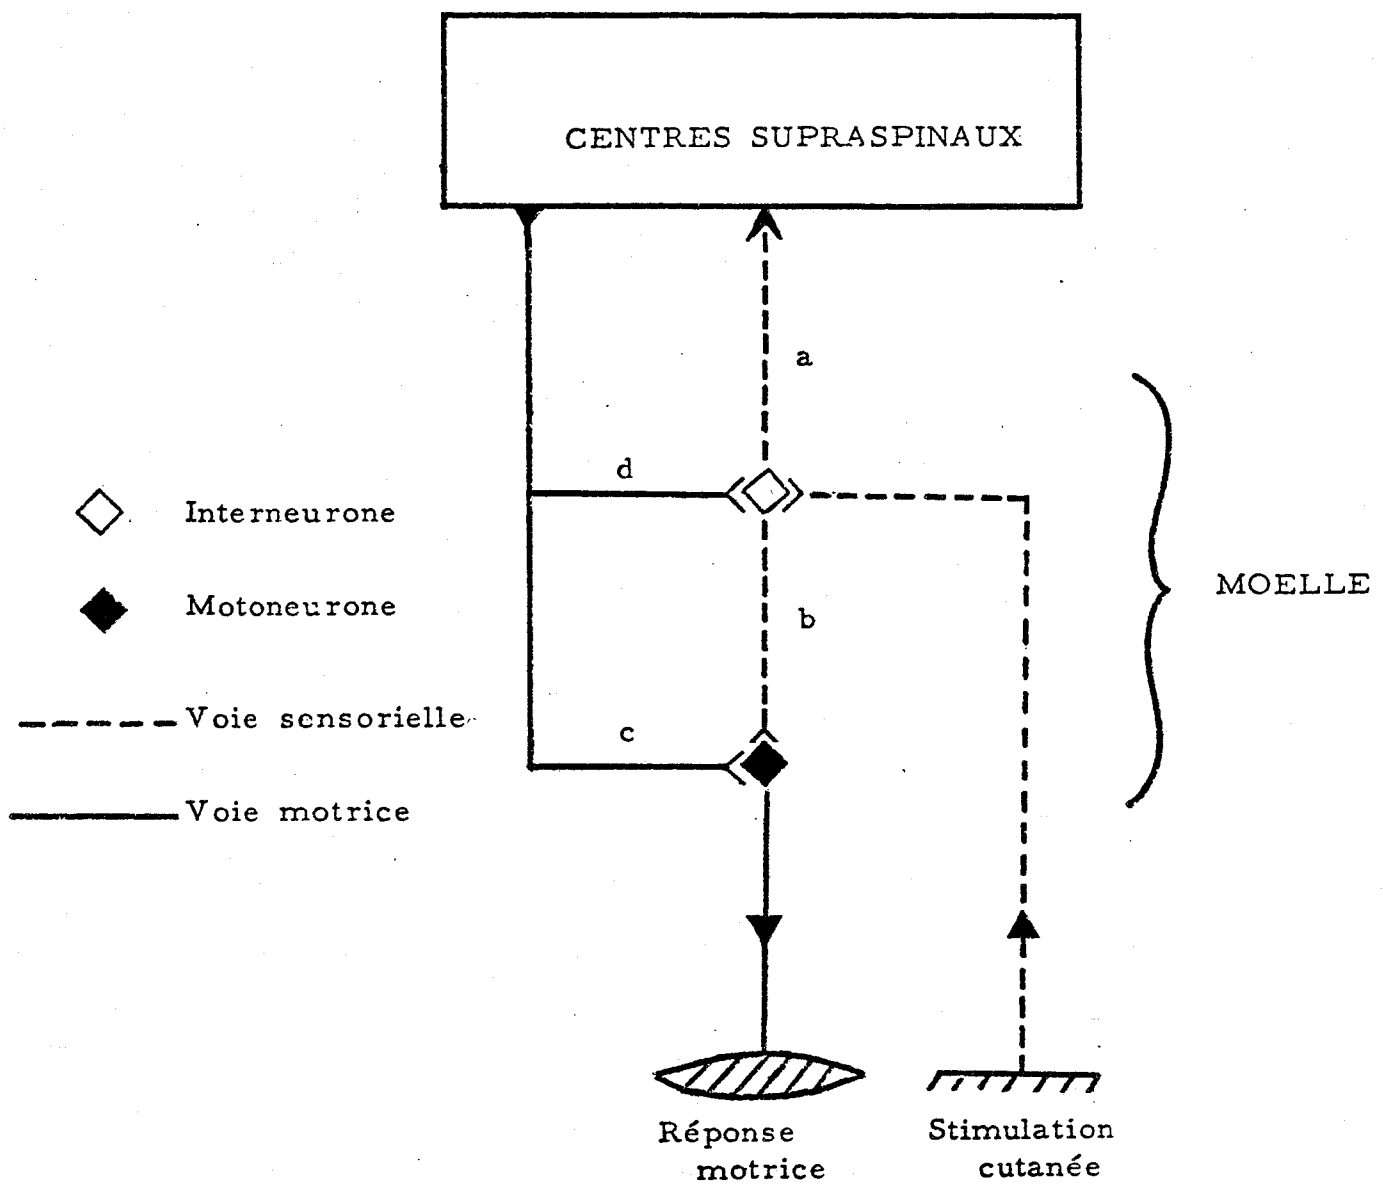 CENTRES SUPRASPINAUX
a
d
Interneurone
MOELLE
Motoneurone
b
Voie sensorielle
c
Voie motrice
Réponse
motrice
Stimulation
cutanée